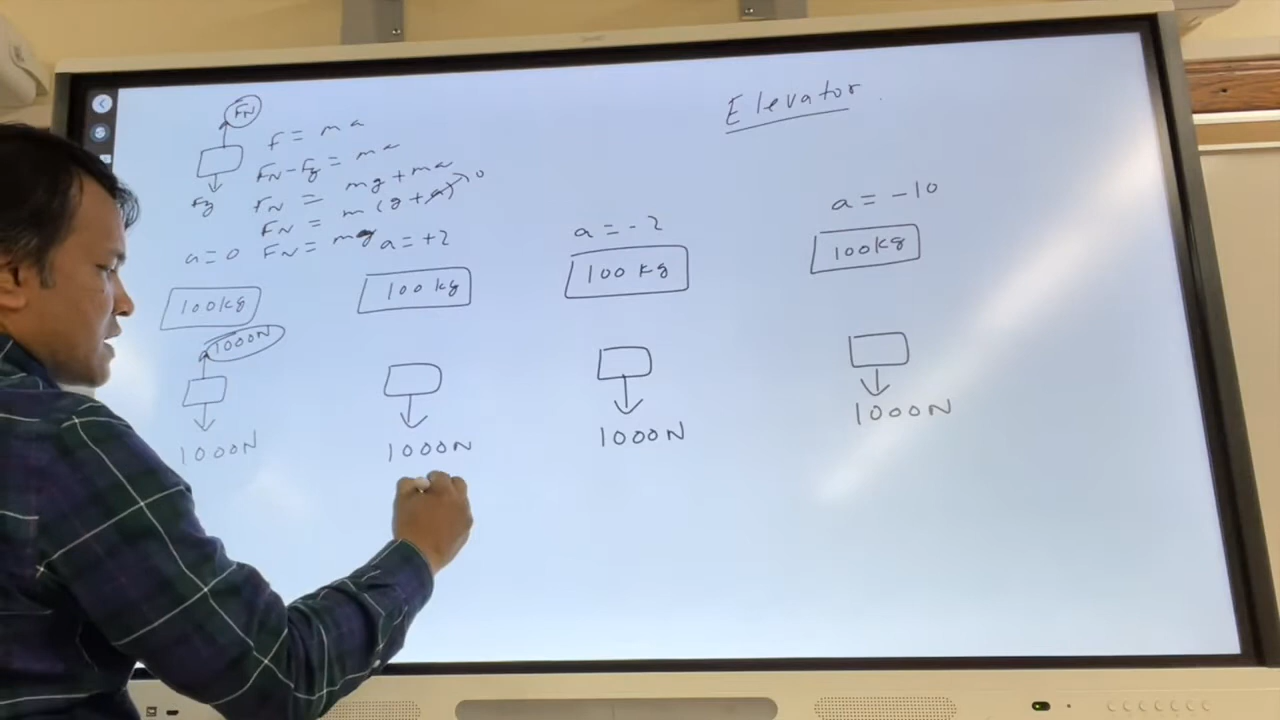 Elevator
FN
F = ma
FN - Fg = ma
Fg
FN = mg + ma
FN = m (g + a) 0
a = 0 FN = mg
a = +2
a = - 2
a = -10
100kg
100 kg
100 kg
100kg
1000N
1000N
1000N
1000N
1000N